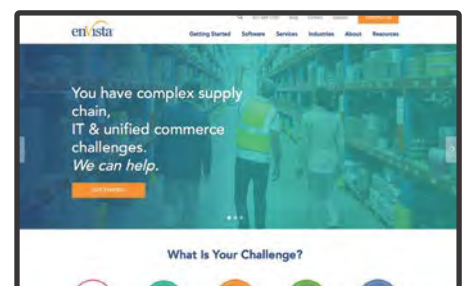 envista
Getting Started Software Services Industries About Resources
You have complex supply
chain,
IT & unified commerce
challenges.
We can help.
What Is Your Challenge?